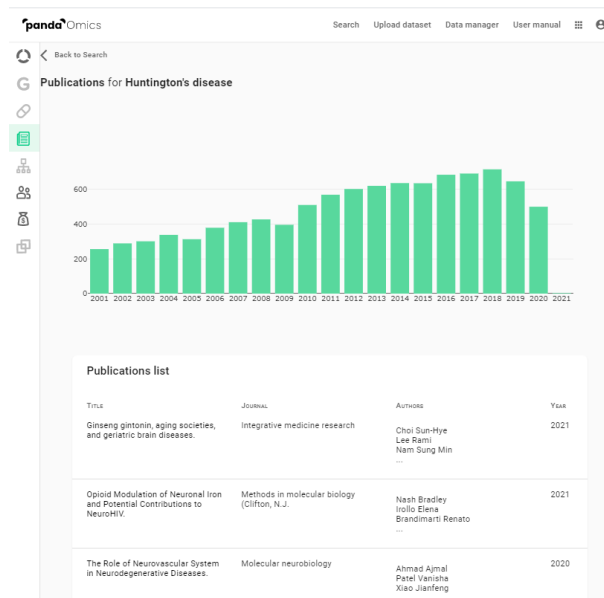 pandaOmics
Search Upload dataset Data manager User manual
Back to Search
G
Publications for Huntington's disease
600
400
200
0
2001 2002 2003 2004 2005 2006 2007 2008 2009 2010 2011 2012 2013 2014 2015 2016 2017 2018 2019 2020 2021
Publications list
TITLE JOURNAL AUTHORS YEAR
Ginseng gintonin, aging societies, Integrative medicine research Choi Sun-Hye 2021
and geriatric brain diseases. Lee Rami
Nam Sung Min
...
Opioid Modulation of Neuronal Iron Methods in molecular biology Nash Bradley 2021
and Potential Contributions to (Clifton, N.J. Irollo Elena
NeuroHIV. Brandimarti Renato
...
The Role of Neurovascular System Molecular neurobiology Ahmad Ajmal 2020
in Neurodegenerative Diseases. Patel Vanisha
Xiao Jianfeng